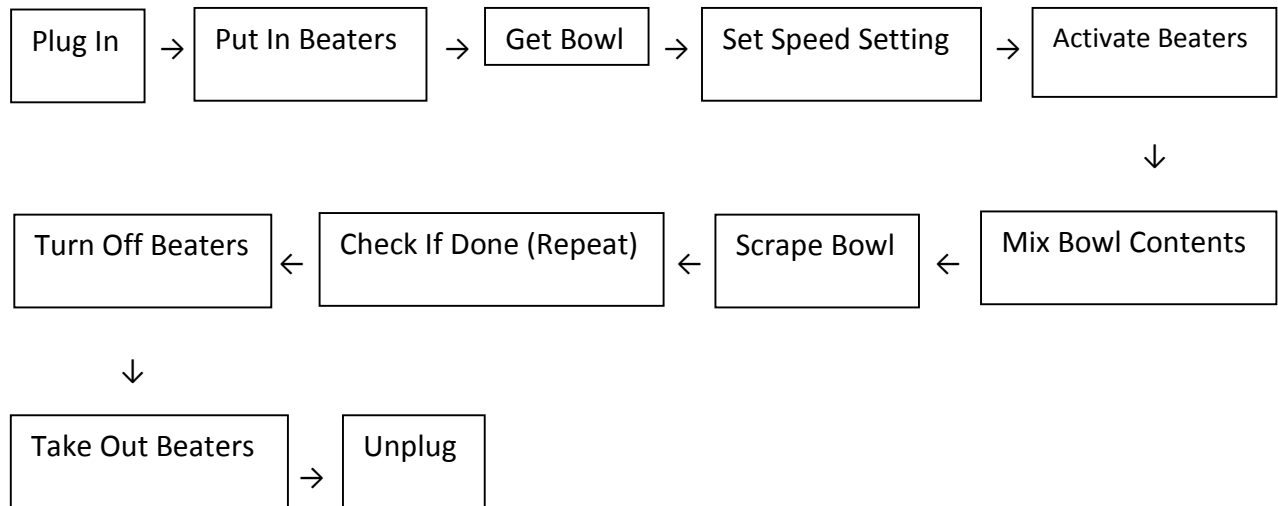 Plug In → Put In Beaters → Get Bowl → Set Speed Setting → Activate Beaters
↓
Turn Off Beaters ← Check If Done (Repeat) ← Scrape Bowl ← Mix Bowl Contents
↓
Take Out Beaters → Unplug